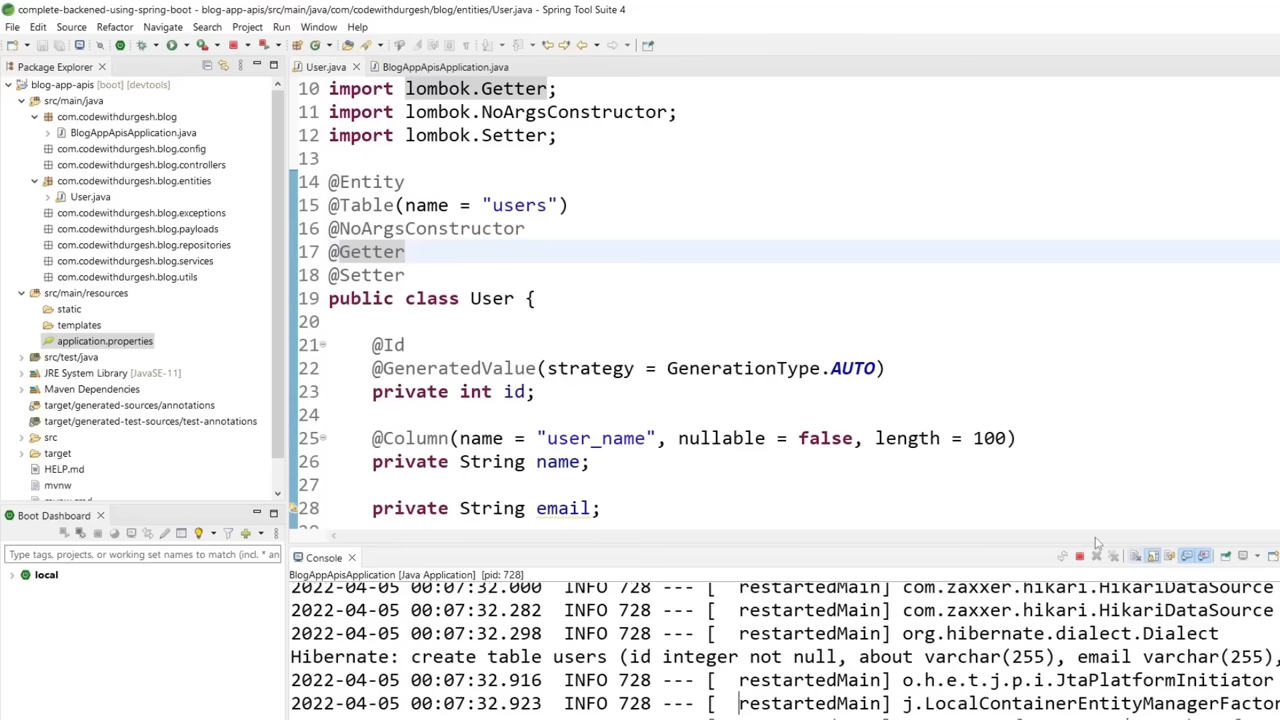 complete-backened-using-spring-boot - blog-app-apis/src/main/java/com/codewithdurgesh/blog/entities/User.java - Spring Tool Suite 4
File Edit Source Refactor Navigate Search Project Run Window Help
Package Explorer
blog-app-apis [boot] [devtools]
src/main/java
com.codewithdurgesh.blog
BlogAppApisApplication.java
com.codewithdurgesh.blog.config
com.codewithdurgesh.blog.controllers
com.codewithdurgesh.blog.entities
User.java
com.codewithdurgesh.blog.exceptions
com.codewithdurgesh.blog.payloads
com.codewithdurgesh.blog.repositories
com.codewithdurgesh.blog.services
com.codewithdurgesh.blog.utils
src/main/resources
static
templates
application.properties
src/test/java
JRE System Library [JavaSE-11]
Maven Dependencies
target/generated-sources/annotations
target/generated-test-sources/test-annotations
src
target
HELP.md
mvnw
Boot Dashboard
Type tags, projects, or working set names to match (incl. * an
local
User.java BlogAppApisApplication.java
10 import lombok.Getter;
11 import lombok.NoArgsConstructor;
12 import lombok.Setter;
13
14 @Entity
15 @Table(name = "users")
16 @NoArgsConstructor
17 @Getter
18 @Setter
19 public class User {
20
21 @Id
22 @GeneratedValue(strategy = GenerationType.AUTO)
23 private int id;
24
25 @Column(name = "user_name", nullable = false, length = 100)
26 private String name;
28 private String email;
Console
BlogAppApisApplication [Java Application] [pid: 728]
2022-04-05 00:07:32.000 INFO 728 --- [ restartedMain] com.zaxxer.hikari.HikariDataSource
2022-04-05 00:07:32.282 INFO 728 --- [ restartedMain] com.zaxxer.hikari.HikariDataSource
2022-04-05 00:07:32.298 INFO 728 --- [ restartedMain] org.hibernate.dialect.Dialect
Hibernate: create table users (id integer not null, about varchar(255), email varchar(255),
2022-04-05 00:07:32.916 INFO 728 --- [ restartedMain] o.h.e.t.j.p.i.JtaPlatformInitiator
2022-04-05 00:07:32.923 INFO 728 --- [ restartedMain] j.LocalContainerEntityManagerFacto